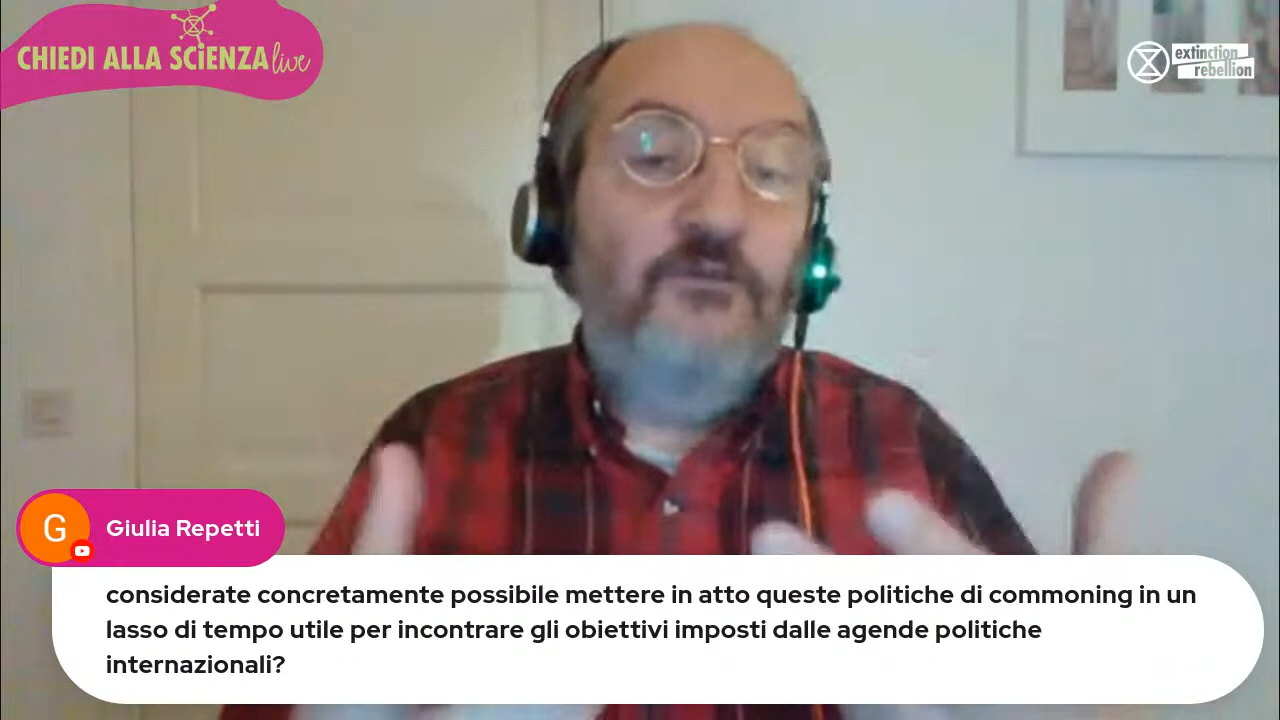 CHIEDI ALLA SCIENZA live
extinction
rebellion
G
Giulia Repetti
considerate concretamente possibile mettere in atto queste politiche di commoning in un
lasso di tempo utile per incontrare gli obiettivi imposti dalle agende politiche
internazionali?